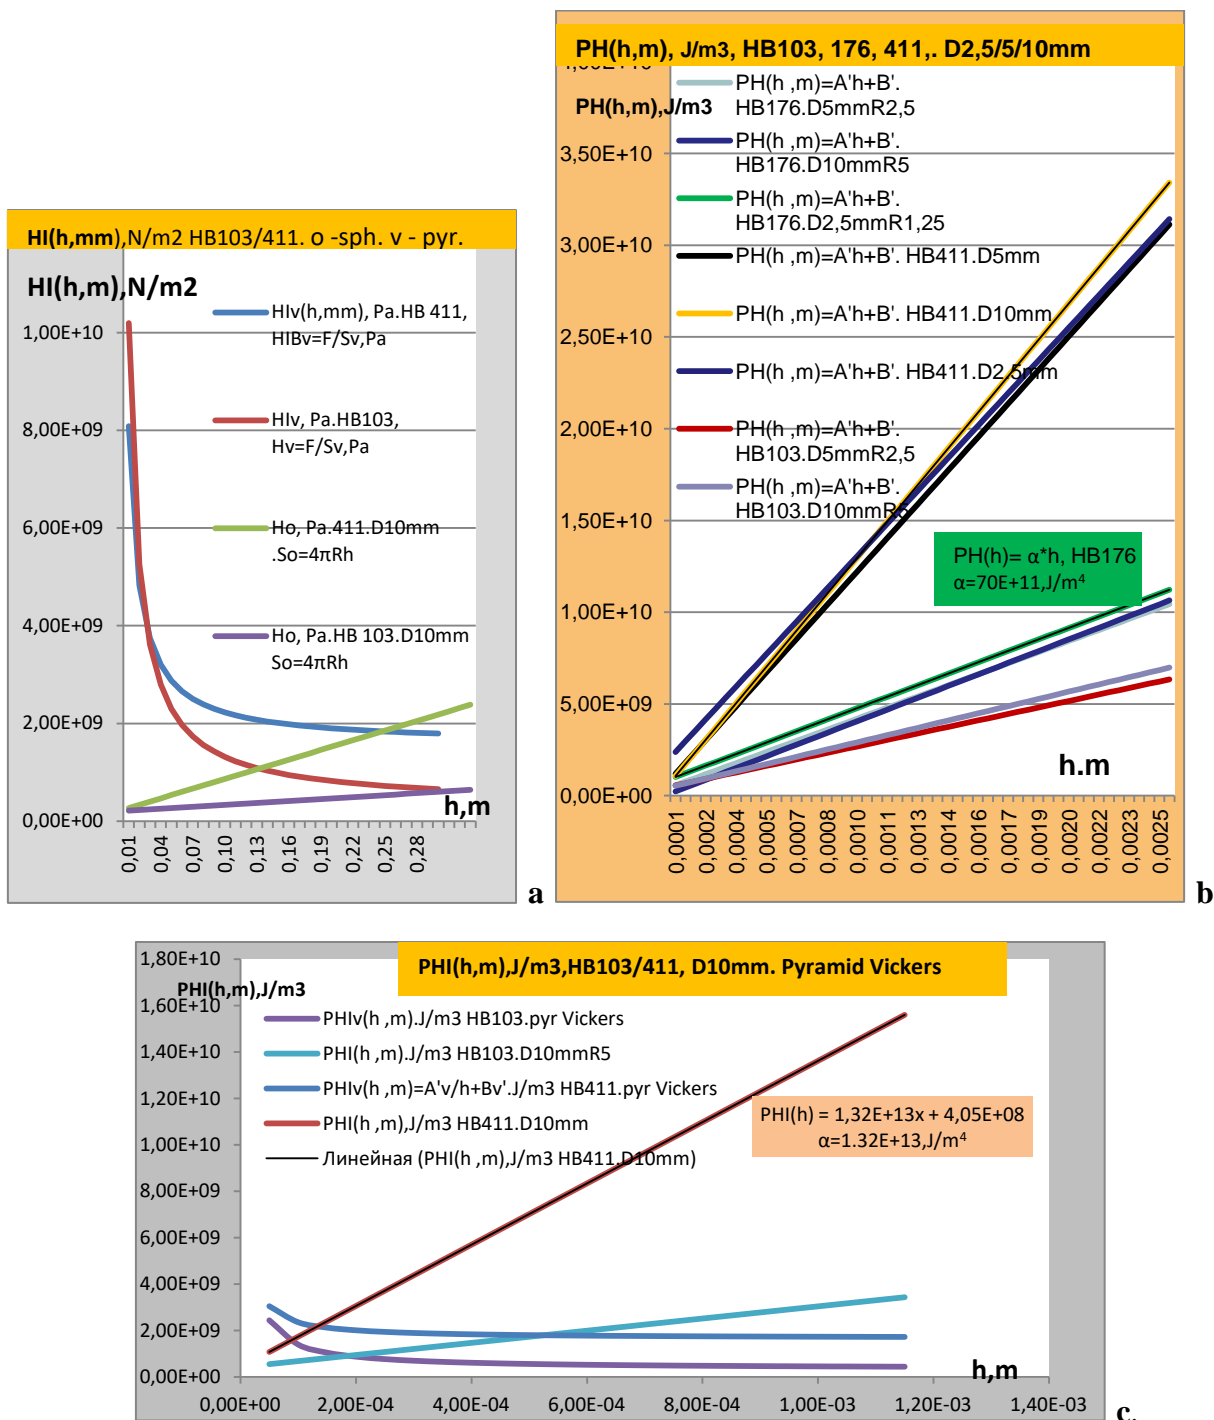 HI(h,mm),N/m2 HB103/411. o -sph. v - pyr.
HI(h,m),N/m2
1,00E+10
8,00E+09
6,00E+09
4,00E+09
2,00E+09
0,00E+00
HIv(h,mm), Pa.HB 411,
HIBv=F/Sv,Pa
HIv, Pa.HB103,
Hv=F/Sv,Pa
Ho, Pa.411.D10mm
.So=4πRh
Ho, Pa.HB 103.D10mm
So=4πRh
h,m
0,01
0,04
0,07
0,10
0,13
0,16
0,19
0,22
0,25
0,28
a
PH(h,m), J/m3, HB103, 176, 411,. D2,5/5/10mm
PH(h,m),J/m3
3,50E+10
3,00E+10
2,50E+10
2,00E+10
1,50E+10
1,00E+10
5,00E+09
0,00E+00
PH(h ,m)=A'h+B'.
HB176.D5mmR2,5
PH(h ,m)=A'h+B'.
HB176.D10mmR5
PH(h ,m)=A'h+B'.
HB176.D2,5mmR1,25
PH(h ,m)=A'h+B'. HB411.D5mm
PH(h ,m)=A'h+B'. HB411.D10mm
PH(h ,m)=A'h+B'. HB411.D2,5mm
PH(h ,m)=A'h+B'.
HB103.D5mmR2,5
PH(h ,m)=A'h+B'.
HB103.D10mmR5
PH(h)= α*h, HB176
α=70E+11,J/m⁴
h.m
0,0001
0,0002
0,0004
0,0005
0,0007
0,0008
0,0010
0,0011
0,0013
0,0014
0,0016
0,0017
0,0019
0,0020
0,0022
0,0023
0,0025
b
PHI(h,m),J/m3,HB103/411, D10mm. Pyramid Vickers
PHI(h,m),J/m3
1,80E+10
1,60E+10
1,40E+10
1,20E+10
1,00E+10
8,00E+09
6,00E+09
4,00E+09
2,00E+09
0,00E+00
PHIv(h ,m).J/m3 HB103.pyr Vickers
PHI(h ,m).J/m3 HB103.D10mmR5
PHIv(h ,m)=A'v/h+Bv'.J/m3 HB411.pyr Vickers
PHI(h ,m),J/m3 HB411.D10mm
Линейная (PHI(h ,m),J/m3 HB411.D10mm)
PHI(h) = 1,32E+13x + 4,05E+08
α=1.32E+13,J/m⁴
h,m
0,00E+00 2,00E-04 4,00E-04 6,00E-04 8,00E-04 1,00E-03 1,20E-03 1,40E-03
c.